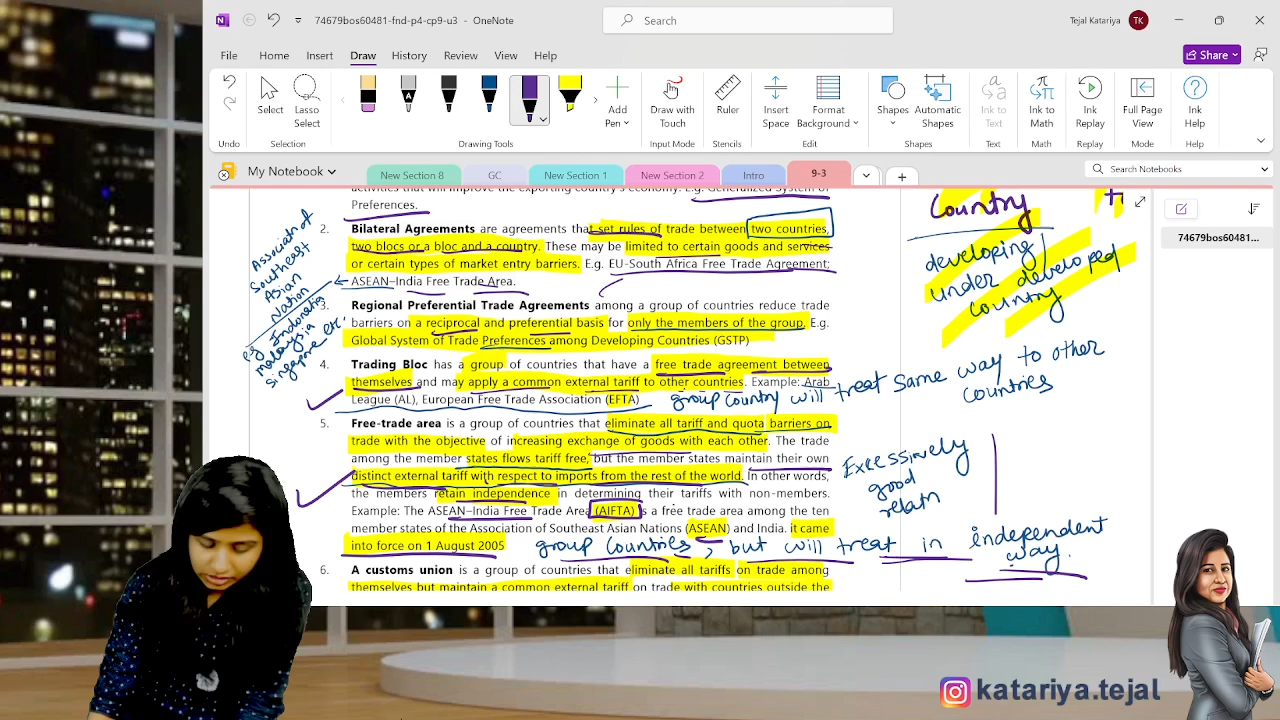 74679bos60481-fnd-p4-cp9-u3 - OneNote
Search
Tejal Katariya
TK
File Home Insert Draw History Review View Help
Share
Select
Lasso Select
Add Pen
Draw with Touch
Ruler
Insert Space
Format Background
Shapes
Automatic Shapes
Ink to Text
Ink to Math
Ink Replay
Full Page View
Ink Help
Undo Selection Drawing Tools Input Mode Stencils Edit Shapes Math Replay Mode Help
My Notebook
New Section 8
GC
New Section 1
New Section 2
Intro
9-3
Search Notebooks
74679bos60481...
activities that will improve the exporting country's economy. E.g. Generalized System of
Preferences.
2. Bilateral Agreements are agreements that set rules of trade between two countries,
two blocs or a bloc and a country. These may be limited to certain goods and services
or certain types of market entry barriers. E.g. EU-South Africa Free Trade Agreement;
ASEAN–India Free Trade Area.
3. Regional Preferential Trade Agreements among a group of countries reduce trade
barriers on a reciprocal and preferential basis for only the members of the group. E.g.
Global System of Trade Preferences among Developing Countries (GSTP)
4. Trading Bloc has a group of countries that have a free trade agreement between
themselves and may apply a common external tariff to other countries. Example: Arab
League (AL), European Free Trade Association (EFTA)
group country will treat same way to other
countries
5. Free-trade area is a group of countries that eliminate all tariff and quota barriers on
trade with the objective of increasing exchange of goods with each other. The trade
among the member states flows tariff free, but the member states maintain their own
distinct external tariff with respect to imports from the rest of the world. In other words,
the members retain independence in determining their tariffs with non-members.
Example: The ASEAN–India Free Trade Area (AIFTA) is a free trade area among the ten
member states of the Association of Southeast Asian Nations (ASEAN) and India. it came
into force on 1 August 2005
group countries, but will treat in independent
way.
6. A customs union is a group of countries that eliminate all tariffs on trade among
themselves but maintain a common external tariff on trade with countries outside the
Association of
Southeast
Asian
Nation
eg Indonatia
malaysia
singapore etc.
Country
developing/
under developed
country
Excessively
good
relatn
katariya.tejal